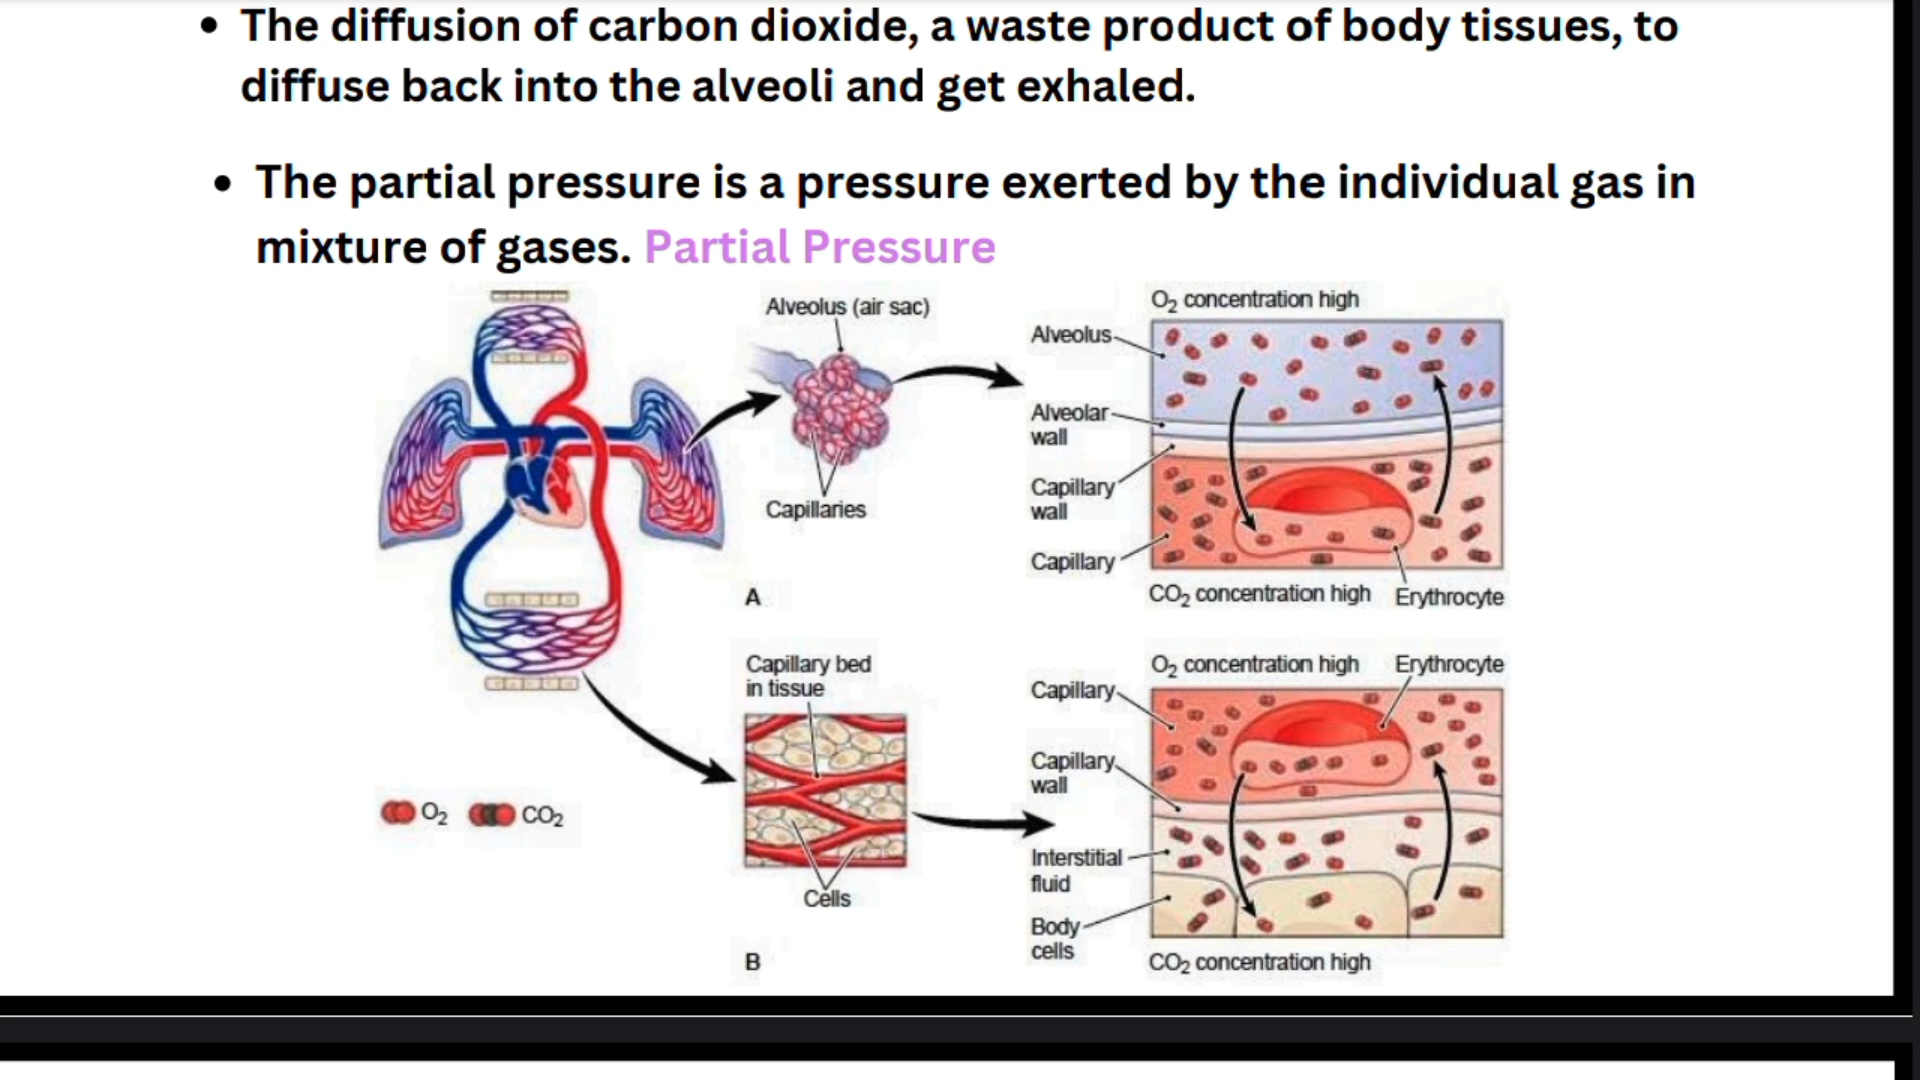 • The diffusion of carbon dioxide, a waste product of body tissues, to
diffuse back into the alveoli and get exhaled.
• The partial pressure is a pressure exerted by the individual gas in
mixture of gases. Partial Pressure
Alveolus (air sac)
Capillaries
A
O₂ concentration high
Alveolus
Alveolar
wall
Capillary
wall
Capillary
CO₂ concentration high
Erythrocyte
O₂
CO₂
Capillary bed
in tissue
Cells
B
O₂ concentration high
Erythrocyte
Capillary
Capillary
wall
Interstitial
fluid
Body
cells
CO₂ concentration high